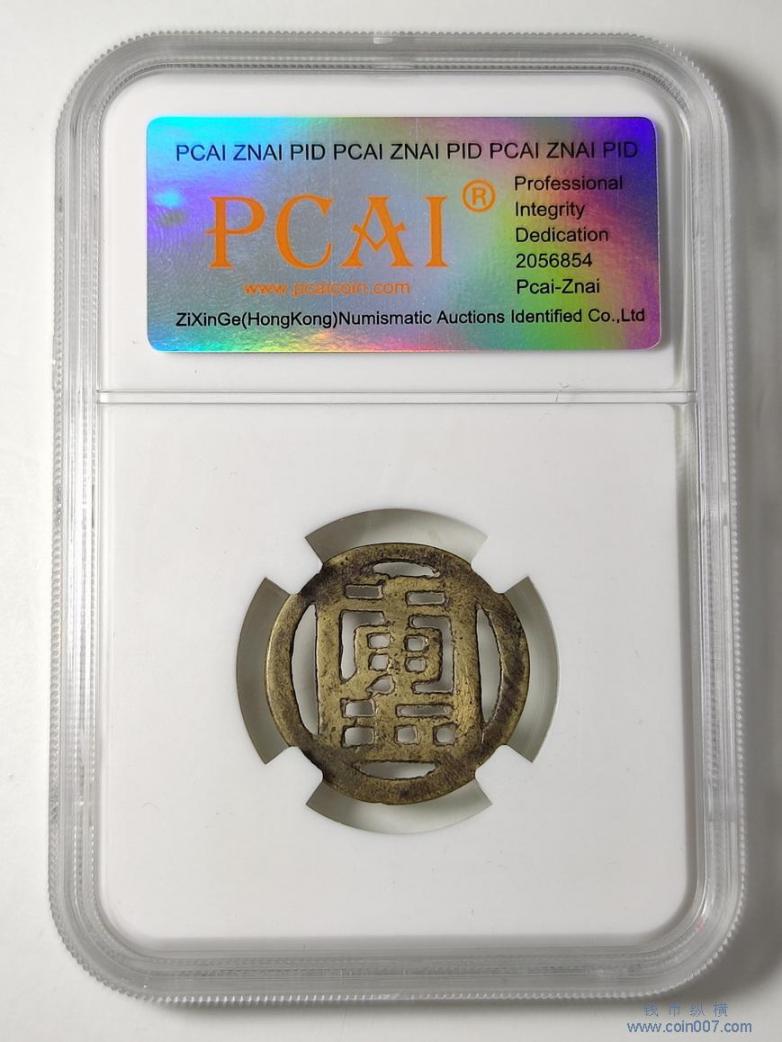 PCAI ZNAI PID PCAI ZNAI PID PCAI ZNAI PID
PCAI®
Professional
Integrity
Dedication
2056854
www.pcaicoin.com
Pcai-Znai
ZiXinGe(HongKong)Numismatic Auctions Identified Co.,Ltd
钱币纵横
www.coin007.com